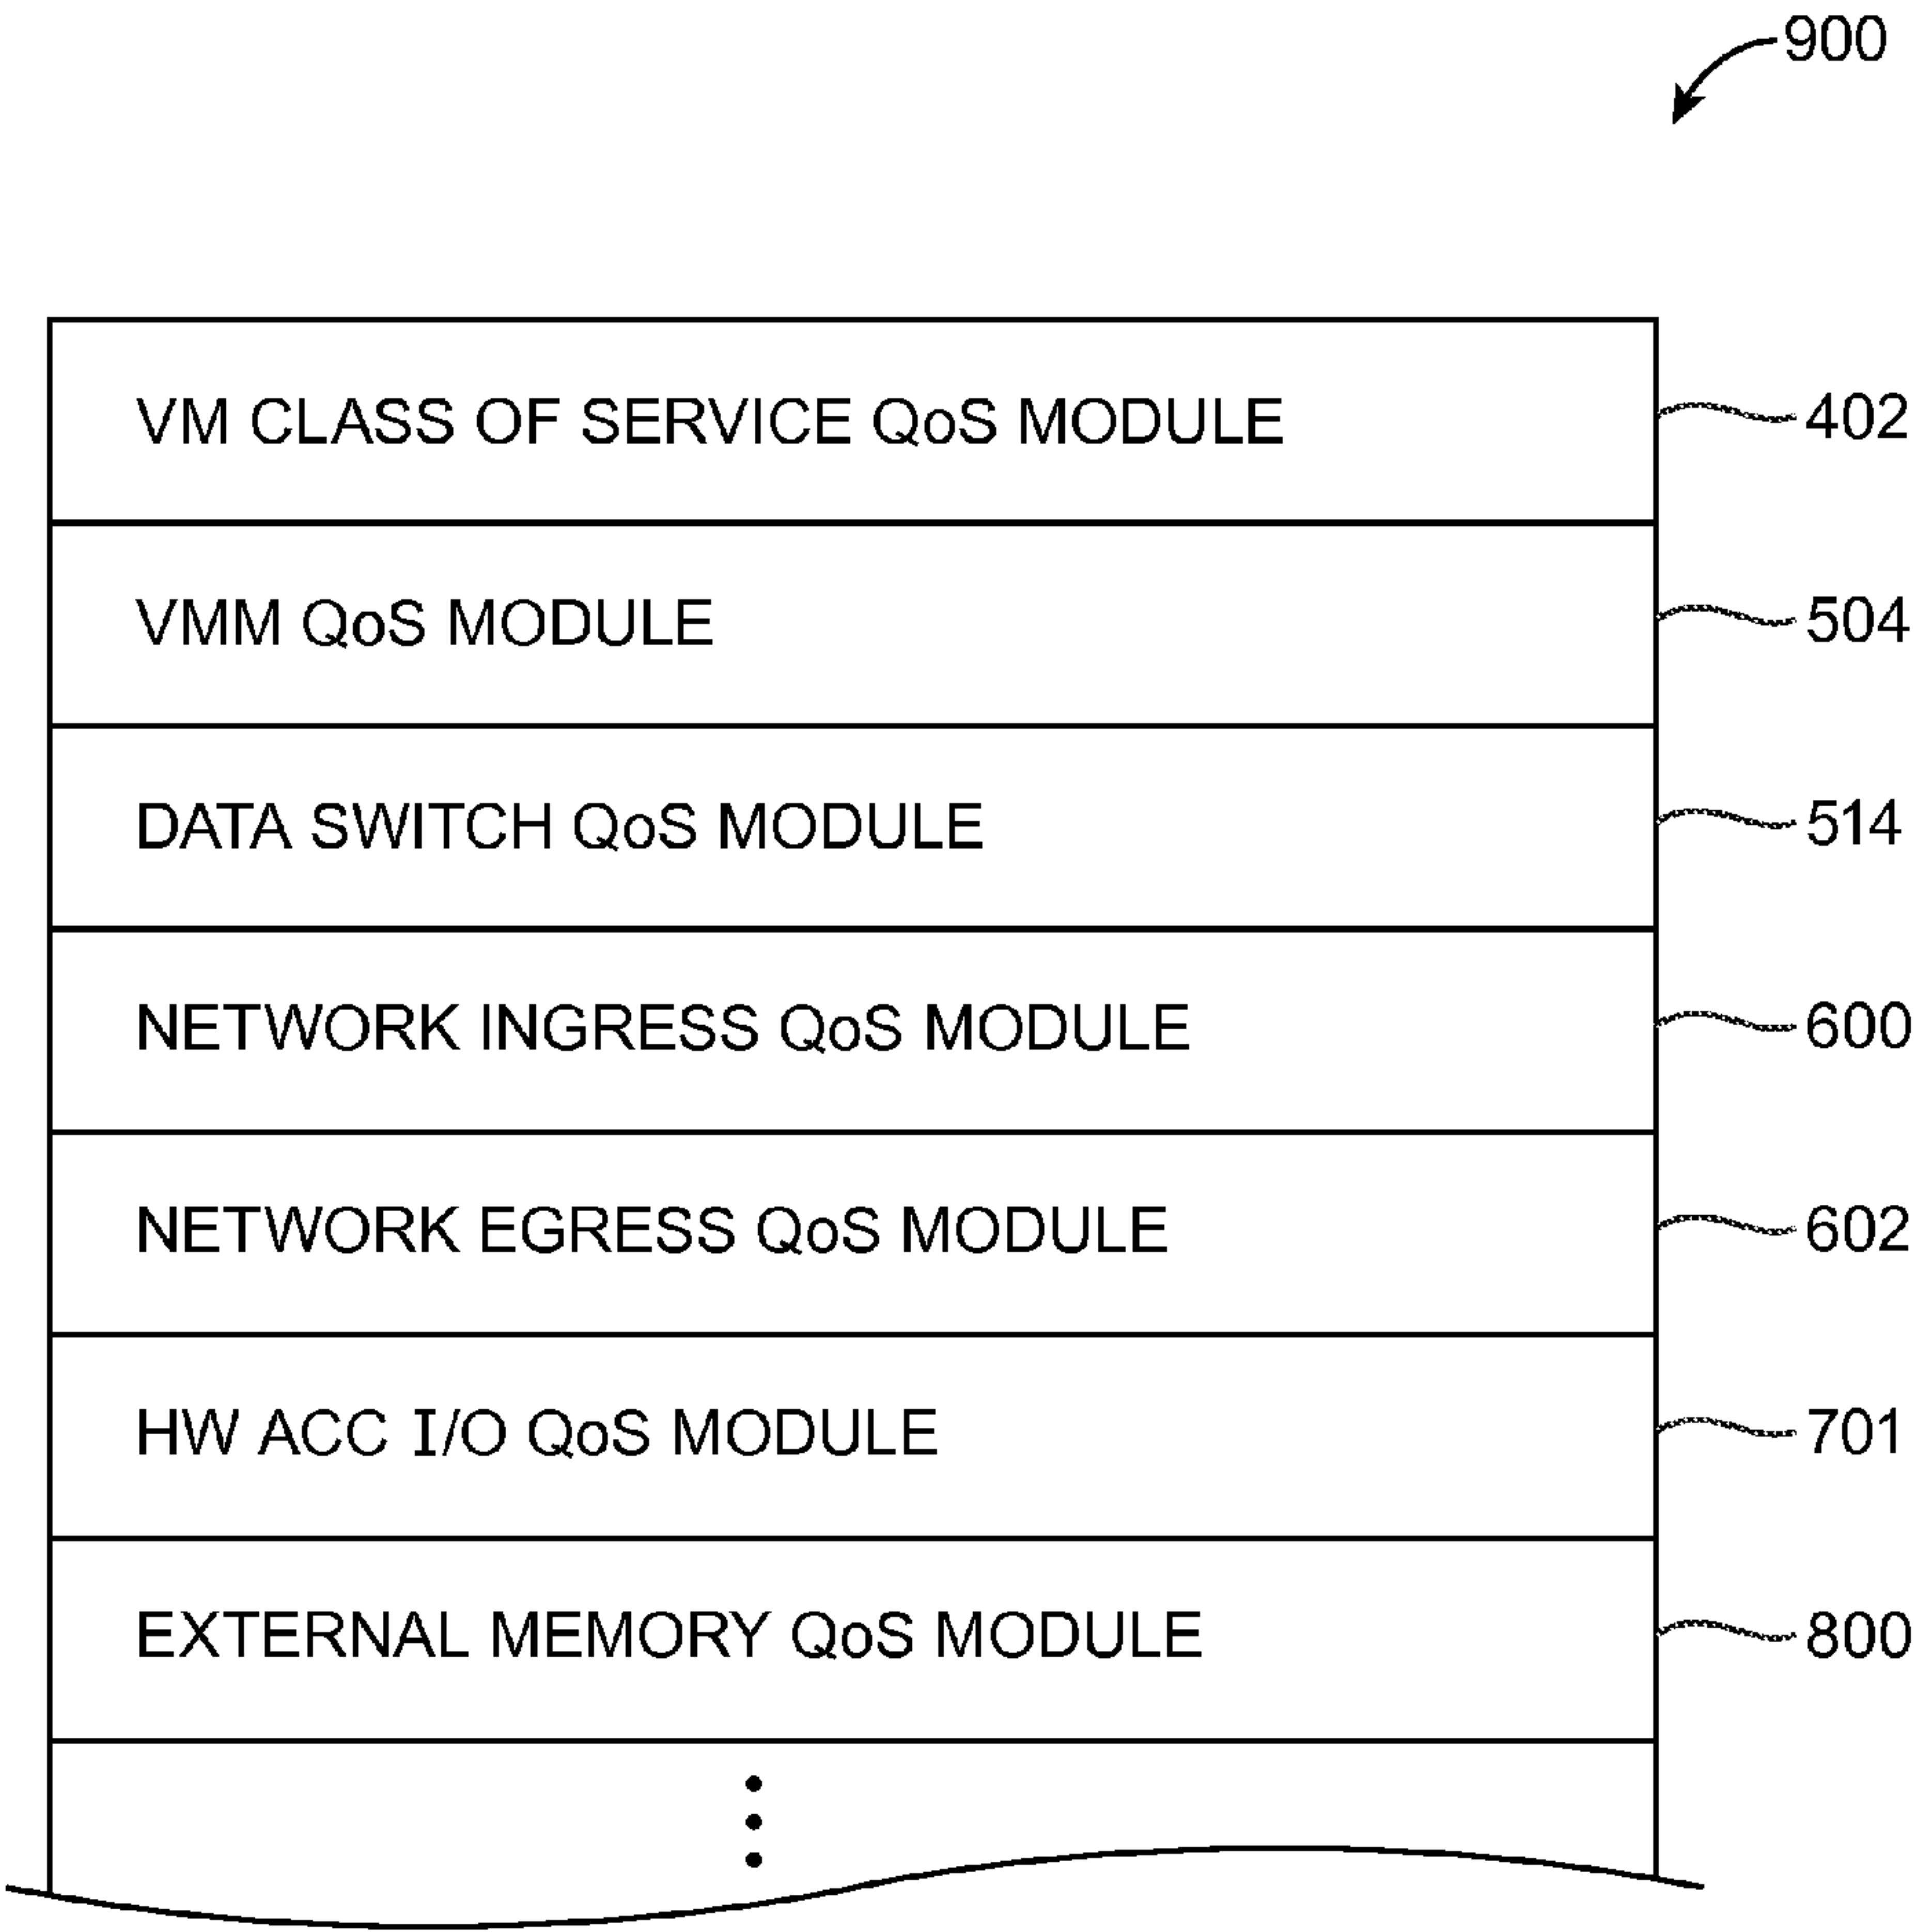 900
VM CLASS OF SERVICE QoS MODULE 402
VMM QoS MODULE 504
DATA SWITCH QoS MODULE 514
NETWORK INGRESS QoS MODULE 600
NETWORK EGRESS QoS MODULE 602
HW ACC I/O QoS MODULE 701
EXTERNAL MEMORY QoS MODULE 800